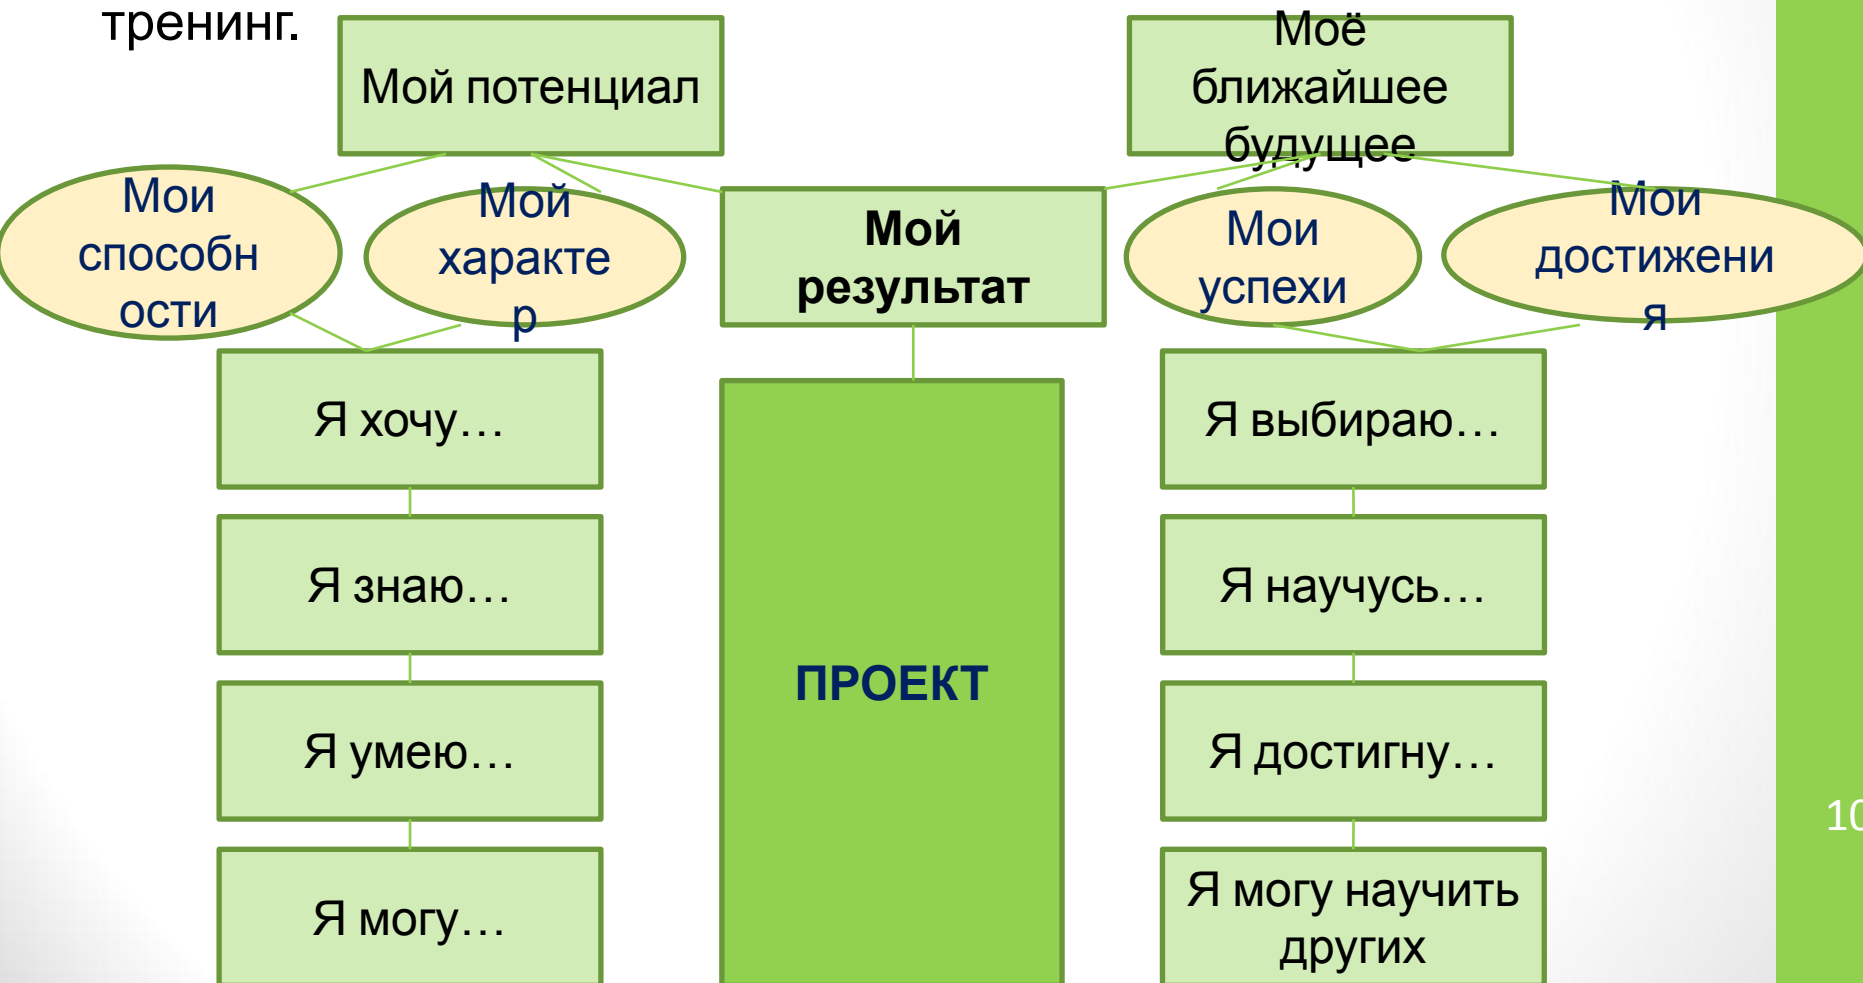 тренинг.
Мой потенциал
Моё
ближайшее
будущее
Мои
способн
ости
Мой
характе
р
Мой
результат
Мои
успехи
Мои
достижени
я
Я хочу…
Я знаю…
Я умею…
Я могу…
ПРОЕКТ
Я выбираю…
Я научусь…
Я достигну…
Я могу научить
других
10